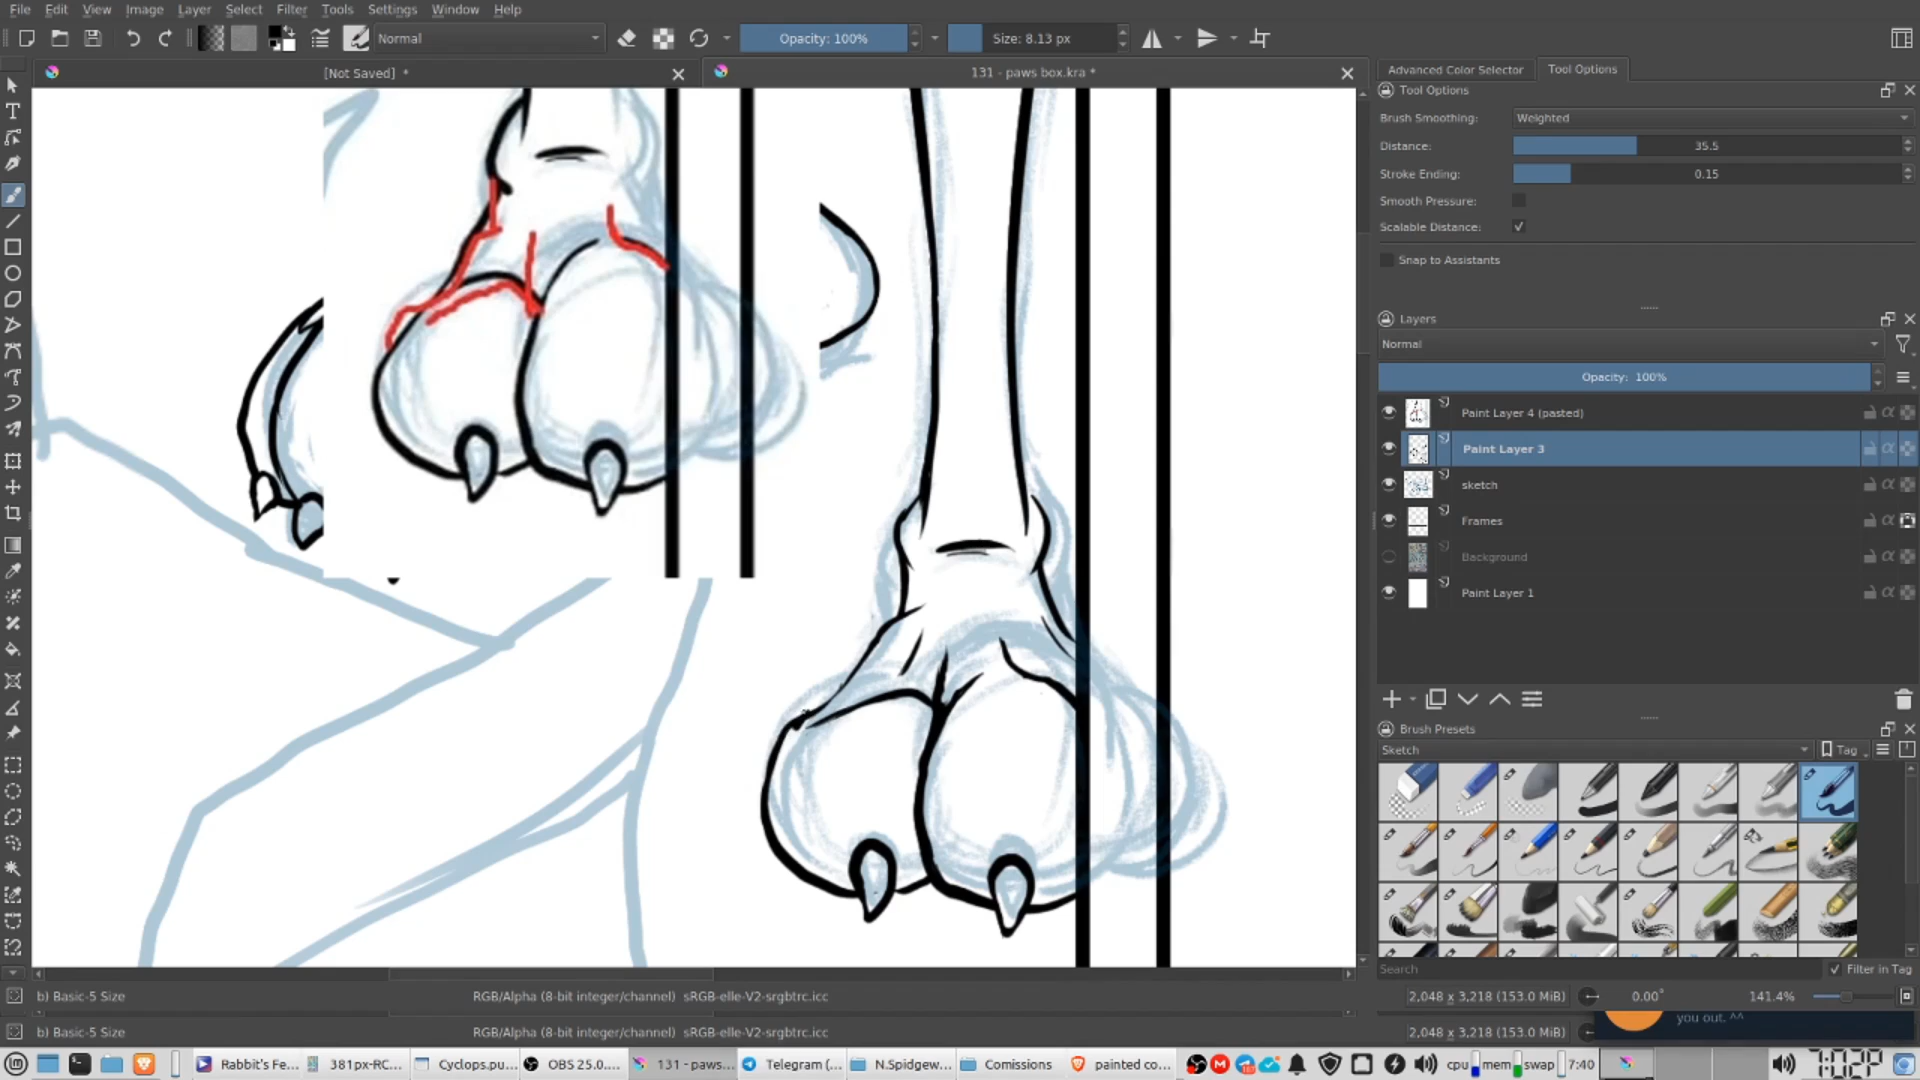 File Edit View Image Layer Select Filter Tools Settings Window Help
Normal Opacity: 100% Size: 8.13 px
[Not Saved] * 131 - paws box.kra *
Advanced Color Selector Tool Options
Tool Options
Brush Smoothing: Weighted
Distance: 35.5
Stroke Ending: 0.15
Smooth Pressure:
Scalable Distance:
Snap to Assistants
Layers
Normal
Opacity: 100%
Paint Layer 4 (pasted)
Paint Layer 3
sketch
Frames
Background
Paint Layer 1
Brush Presets
Sketch Tag
Search Filter in Tag
b) Basic-5 Size RGB/Alpha (8-bit integer/channel) sRGB-elle-V2-srgbtrc.icc 2,048 x 3,218 (153.0 MiB) 0.00° 141.4%
you out. ^^
b) Basic-5 Size RGB/Alpha (8-bit integer/channel) sRGB-elle-V2-srgbtrc.icc 2,048 x 3,218 (153.0 MiB)
Rabbit's Fe... 381px-RC... Cyclops.pu... OBS 25.0.... 131 - paws... Telegram (... N.Spidgew... Comissions painted co... cpu mem swap 7:40 7:02P